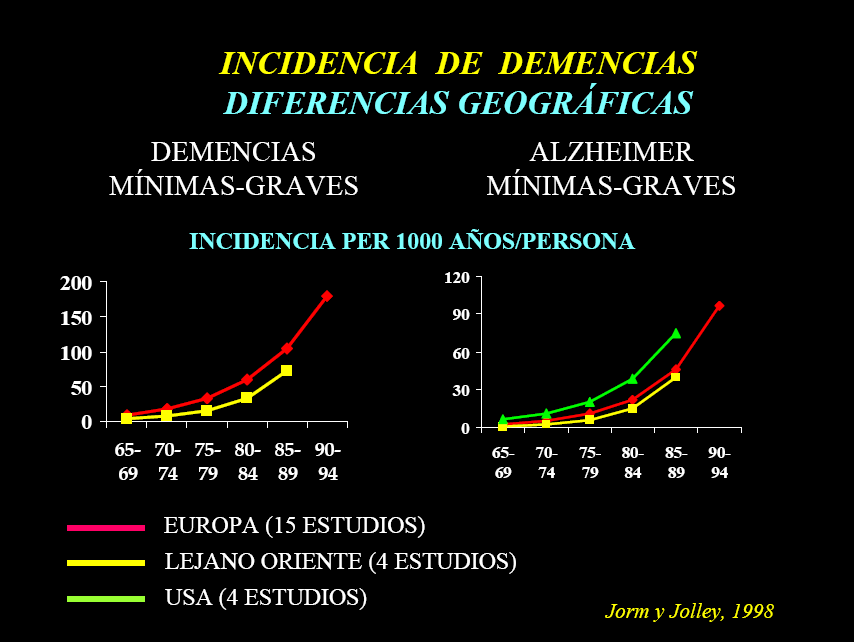 INCIDENCIA DE DEMENCIAS
DIFERENCIAS GEOGRÁFICAS
DEMENCIAS
MÍNIMAS-GRAVES
ALZHEIMER
MÍNIMAS-GRAVES
INCIDENCIA PER 1000 AÑOS/PERSONA
200
150
100
50
0
65-69
70-74
75-79
80-84
85-89
90-94
120
90
60
30
0
65-69
70-74
75-79
80-84
85-89
90-94
EUROPA (15 ESTUDIOS)
LEJANO ORIENTE (4 ESTUDIOS)
USA (4 ESTUDIOS)
Jorm y Jolley, 1998